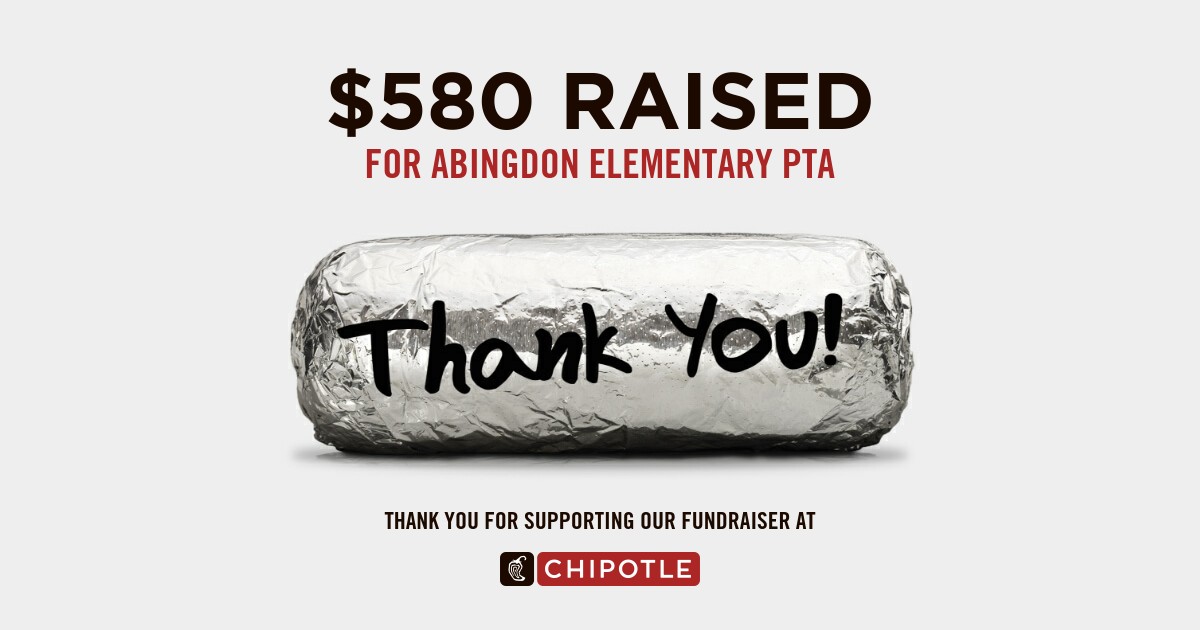 $580 RAISED
FOR ABINGDON ELEMENTARY PTA
Thank You!
THANK YOU FOR SUPPORTING OUR FUNDRAISER AT
CHIPOTLE